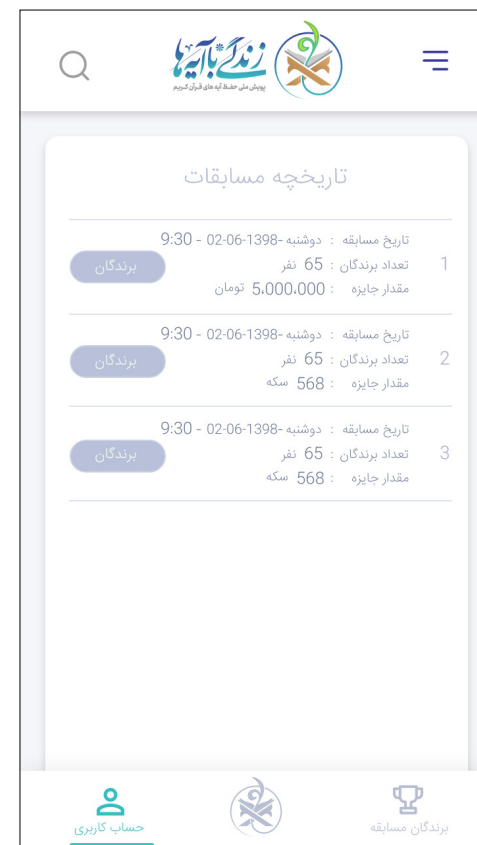 زندگی با آیه‌ها
پویش ملی حفظ آیه های قرآن کریم
تاریخچه مسابقات
1
تاریخ مسابقه : دوشنبه -1398-06-02 - 9:30
تعداد برندگان : 65 نفر
مقدار جایزه : 5.000.000 تومان
برندگان
2
تاریخ مسابقه : دوشنبه -1398-06-02 - 9:30
تعداد برندگان : 65 نفر
مقدار جایزه : 568 سکه
برندگان
3
تاریخ مسابقه : دوشنبه -1398-06-02 - 9:30
تعداد برندگان : 65 نفر
مقدار جایزه : 568 سکه
برندگان
برندگان مسابقه
حساب کاربری